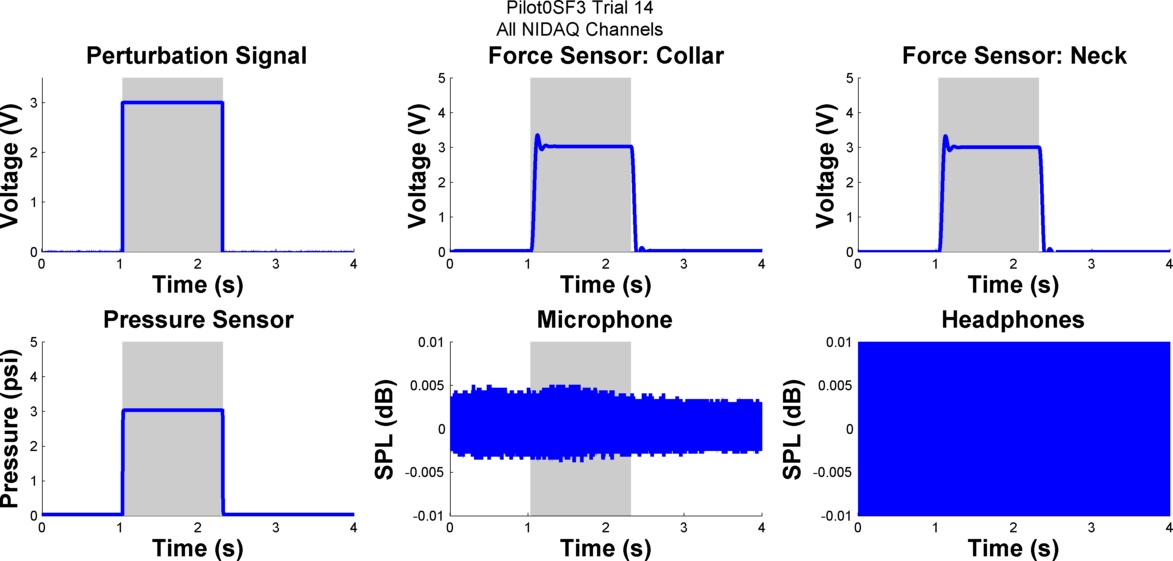 Pilot0SF3 Trial 14
All NIDAQ Channels
Perturbation Signal
Voltage (V)
3
2
1
0
0 1 2 3 4
Time (s)
Force Sensor: Collar
Voltage (V)
5
4
3
2
1
0
0 1 2 3 4
Time (s)
Force Sensor: Neck
Voltage (V)
5
4
3
2
1
0
0 1 2 3 4
Time (s)
Pressure Sensor
Pressure (psi)
5
4
3
2
1
0
0 1 2 3 4
Time (s)
Microphone
SPL (dB)
0.01
0.005
0
-0.005
-0.01
0 1 2 3 4
Time (s)
Headphones
SPL (dB)
0.01
0.005
0
-0.005
-0.01
0 1 2 3 4
Time (s)